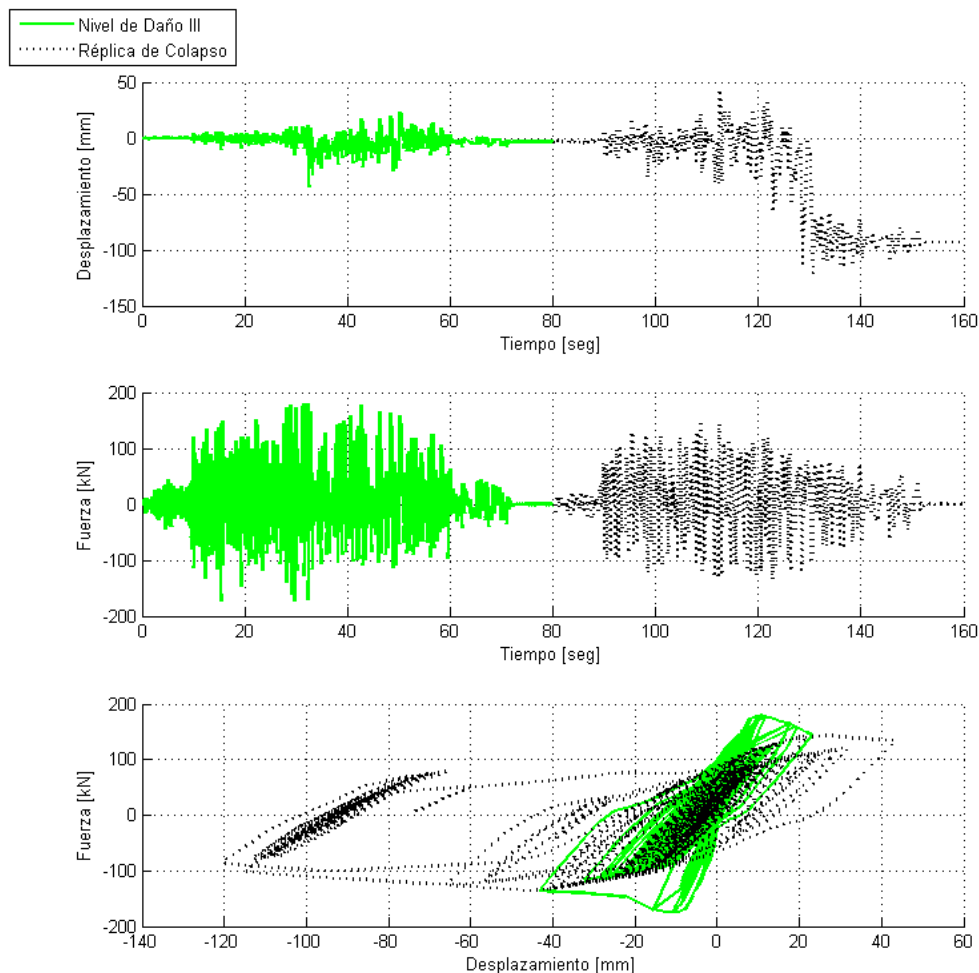 Nivel de Daño III
Réplica de Colapso
50
0
-50
-100
-150
Desplazamiento [mm]
0 20 40 60 80 100 120 140 160
Tiempo [seg]
200
100
0
-100
-200
Fuerza [kN]
0 20 40 60 80 100 120 140 160
Tiempo [seg]
200
100
0
-100
-200
Fuerza [kN]
-140 -120 -100 -80 -60 -40 -20 0 20 40 60
Desplazamiento [mm]